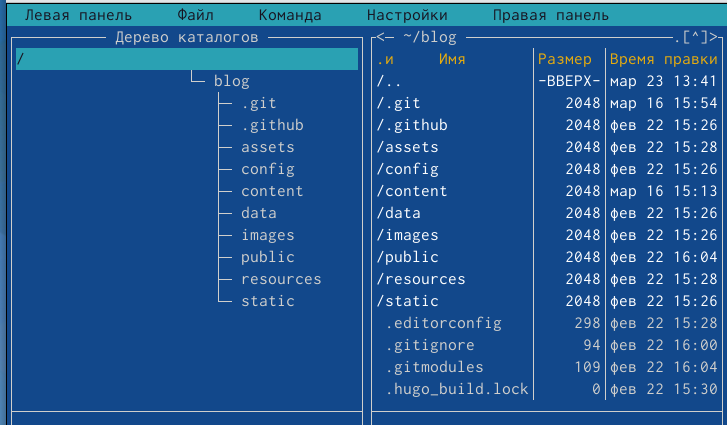 Левая панель Файл Команда Настройки Правая панель
Дерево каталогов
/
blog
.git
.github
assets
config
content
data
images
public
resources
static
<— ~/blog .[^]>
.и Имя Размер Время правки
/.. -ВВЕРХ- мар 23 13:41
/.git 2048 мар 16 15:54
/.github 2048 фев 22 15:26
/assets 2048 фев 22 15:28
/config 2048 фев 22 15:26
/content 2048 мар 16 15:13
/data 2048 фев 22 15:26
/images 2048 фев 22 15:26
/public 2048 фев 22 16:04
/resources 2048 фев 22 15:28
/static 2048 фев 22 15:26
.editorconfig 298 фев 22 15:28
.gitignore 94 фев 22 16:00
.gitmodules 109 фев 22 16:04
.hugo_build.lock 0 фев 22 15:30